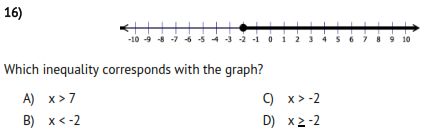 16)
-10 -9 -8 -7 -6 -5 -4 -3 -2 -1 0 1 2 3 4 5 6 7 8 9 10
Which inequality corresponds with the graph?
A) x > 7 C) x > -2
B) x < -2 D) x ≥ -2